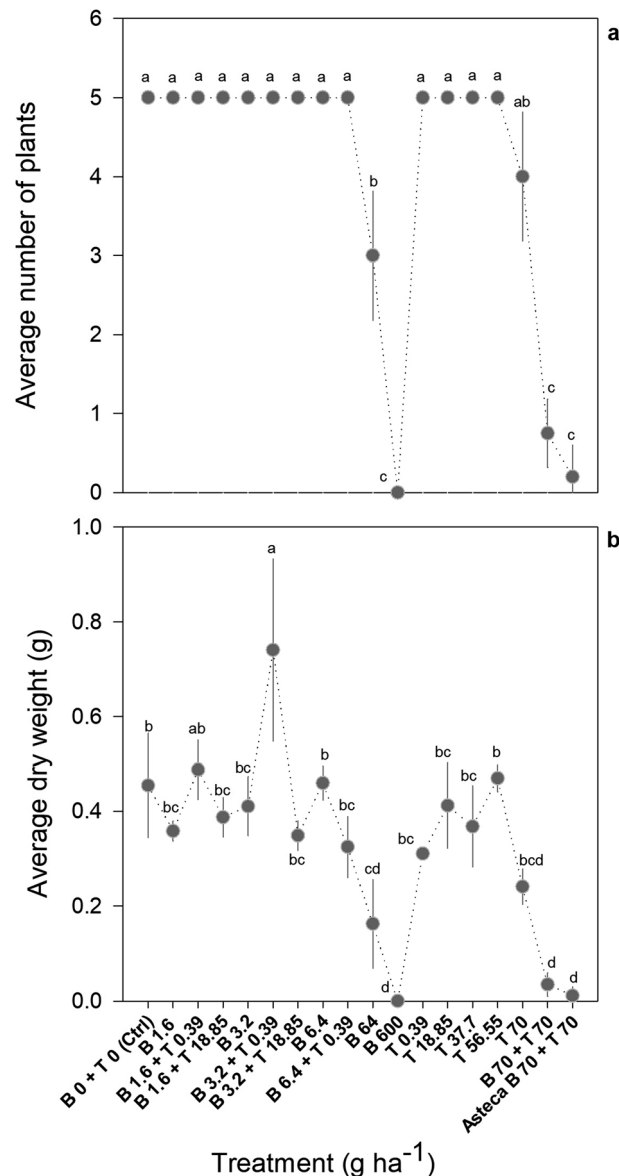 a
6
5
4
3
2
1
0
Average number of plants
a a a a a a a a a b c a a a a ab c c
b
1.0
0.8
0.6
0.4
0.2
0.0
Average dry weight (g)
b bc ab bc bc a bc b bc cd d bc bc bc b bcd d d
B 0 + T 0 (Ctrl)
B 1.6
B 1.6 + T 0.39
B 1.6 + T 18.85
B 3.2
B 3.2 + T 0.39
B 3.2 + T 18.85
B 6.4
B 6.4 + T 0.39
B 64
B 600
T 0.39
T 18.85
T 37.7
T 56.55
T 70
B 70 + T 70
Asteca B 70 + T 70
Treatment (g ha⁻¹)